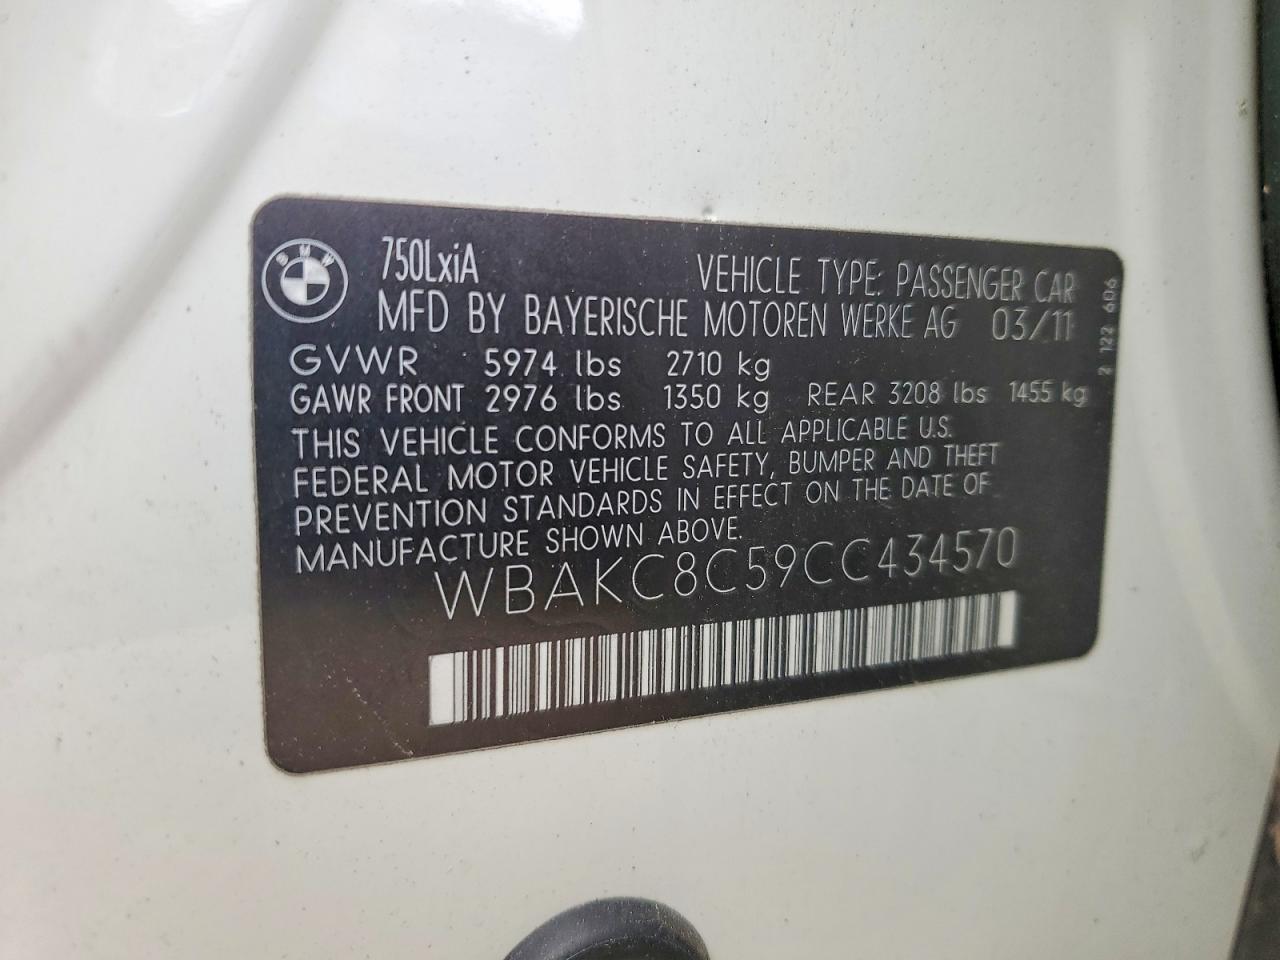 BMW
750LxiA
VEHICLE TYPE: PASSENGER CAR
MFD BY BAYERISCHE MOTOREN WERKE AG 03/11
GVWR 5974 lbs 2710 kg
GAWR FRONT 2976 lbs 1350 kg REAR 3208 lbs 1455 kg
THIS VEHICLE CONFORMS TO ALL APPLICABLE U.S.
FEDERAL MOTOR VEHICLE SAFETY, BUMPER AND THEFT
PREVENTION STANDARDS IN EFFECT ON THE DATE OF
MANUFACTURE SHOWN ABOVE.
WBAKC8C59CC434570
2 122 606